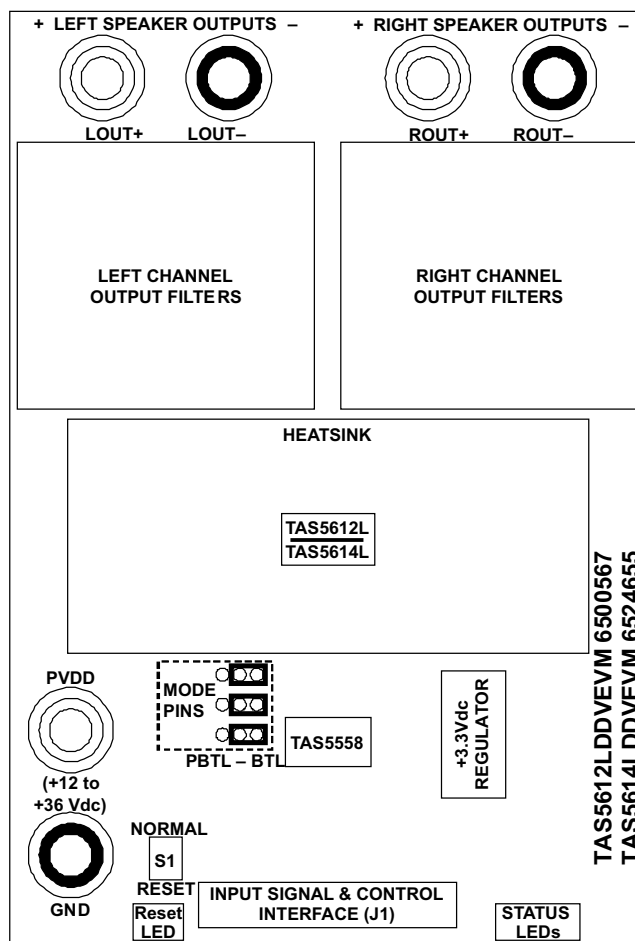 + LEFT SPEAKER OUTPUTS –
+ RIGHT SPEAKER OUTPUTS –
LOUT+ LOUT–
ROUT+ ROUT–
LEFT CHANNEL
OUTPUT FILTERS
RIGHT CHANNEL
OUTPUT FILTERS
HEATSINK
TAS5612L
TAS5614L
TAS5612LDDVEVM 6500567
TAS5614LDDVEVM 6524655
PVDD
(+12 to
+36 Vdc)
GND
MODE
PINS
PBTL – BTL
TAS5558
+3.3Vdc
REGULATOR
NORMAL
S1
RESET
Reset
LED
INPUT SIGNAL & CONTROL
INTERFACE (J1)
STATUS
LEDs